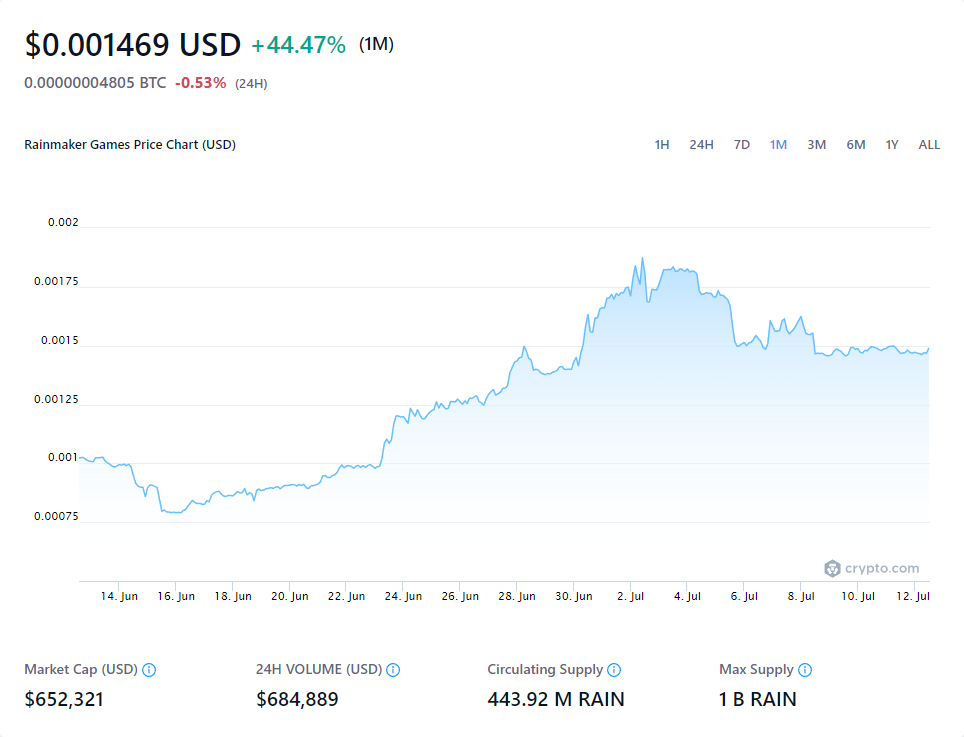 $0.001469 USD +44.47% (1M)
0.00000004805 BTC -0.53% (24H)
Rainmaker Games Price Chart (USD)
1H 24H 7D 1M 3M 6M 1Y ALL
0.002
0.00175
0.0015
0.00125
0.001
0.00075
crypto.com
14. Jun 16. Jun 18. Jun 20. Jun 22. Jun 24. Jun 26. Jun 28. Jun 30. Jun 2. Jul 4. Jul 6. Jul 8. Jul 10. Jul 12. Jul
Market Cap (USD) 24H VOLUME (USD) Circulating Supply Max Supply
$652,321 $684,889 443.92 M RAIN 1 B RAIN